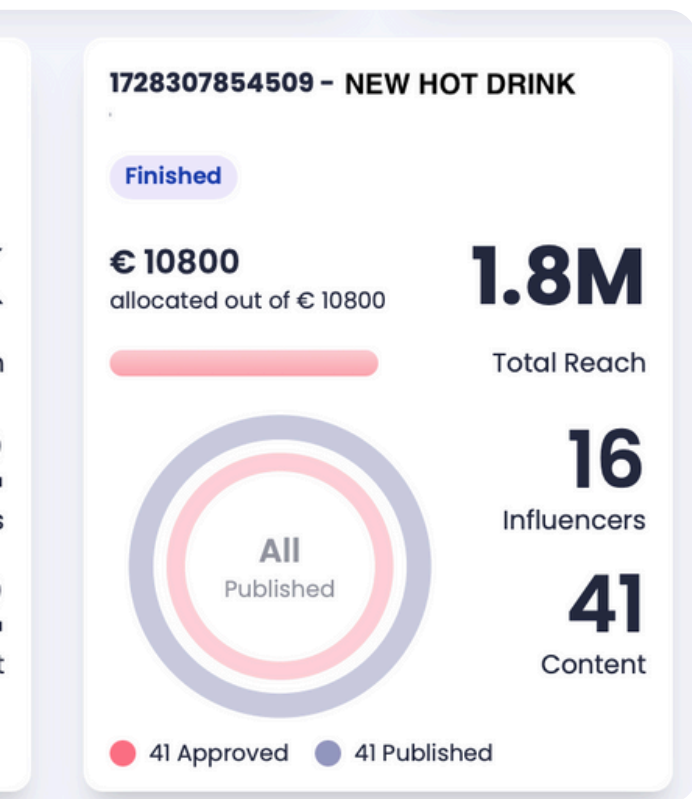 1728307854509 - NEW HOT DRINK
Finished
€ 10800
allocated out of € 10800
1.8M
Total Reach
16
Influencers
41
Content
All
Published
41 Approved
41 Published